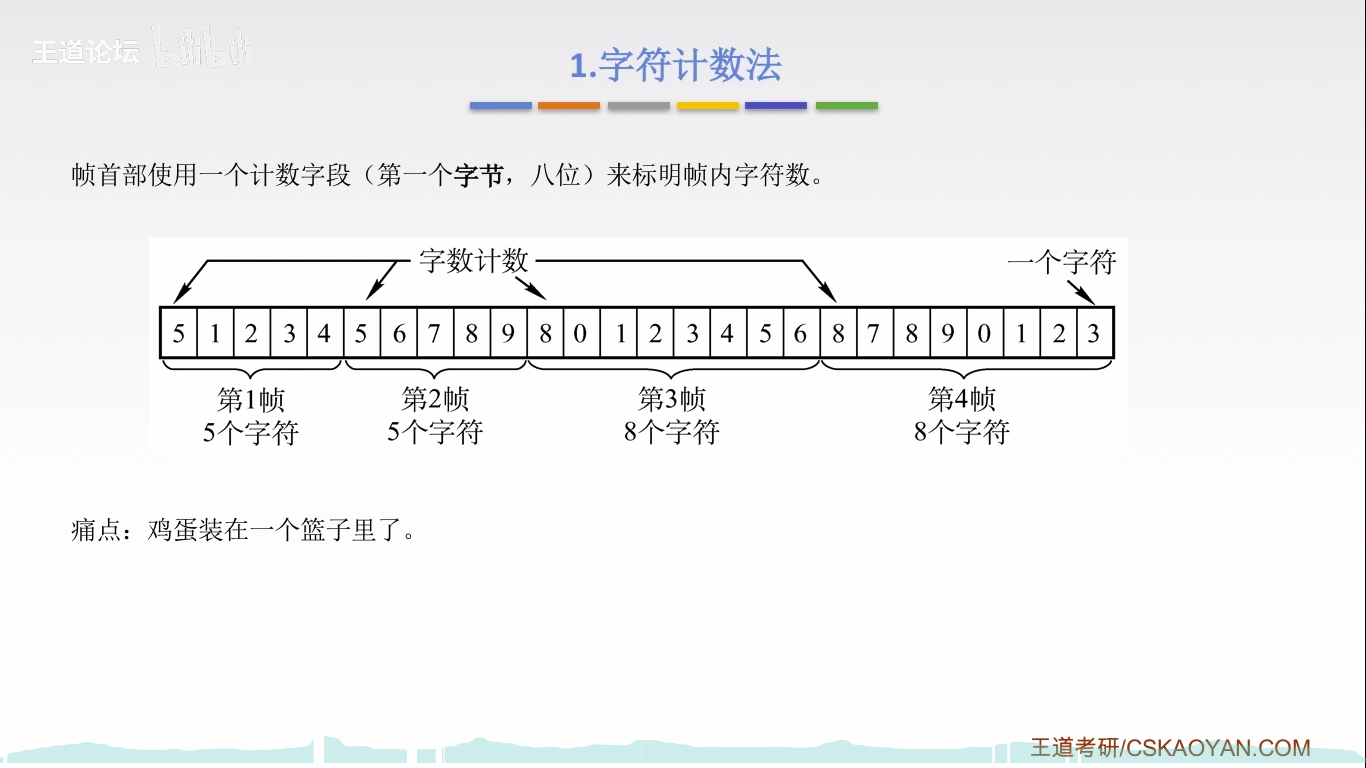 王道论坛 bilibili
1.字符计数法
帧首部使用一个计数字段（第一个字节，八位）来标明帧内字符数。
字数计数
一个字符
5 1 2 3 4 5 6 7 8 9 8 0 1 2 3 4 5 6 8 7 8 9 0 1 2 3
第1帧 第2帧 第3帧 第4帧
5个字符 5个字符 8个字符 8个字符
痛点：鸡蛋装在一个篮子里了。
王道考研/CSKAOYAN.COM